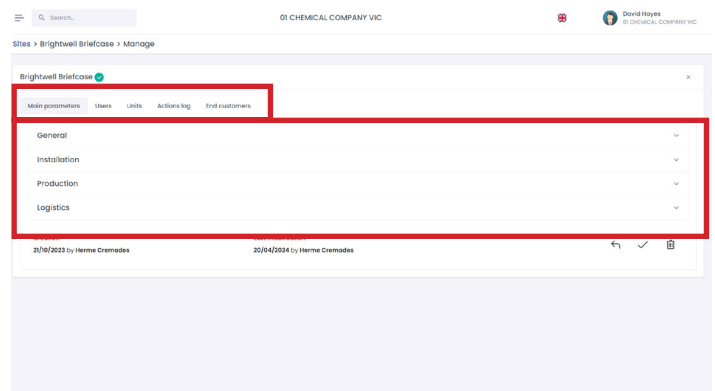 Search...
01 CHEMICAL COMPANY VIC
David Hayes
01 CHEMICAL COMPANY VIC
Sites > Brightwell Briefcase > Manage
Brightwell Briefcase
Main parameters Users Units Actions log End customers
General
Installation
Production
Logistics
21/10/2023 by Herme Cremades
20/04/2024 by Herme Cremades